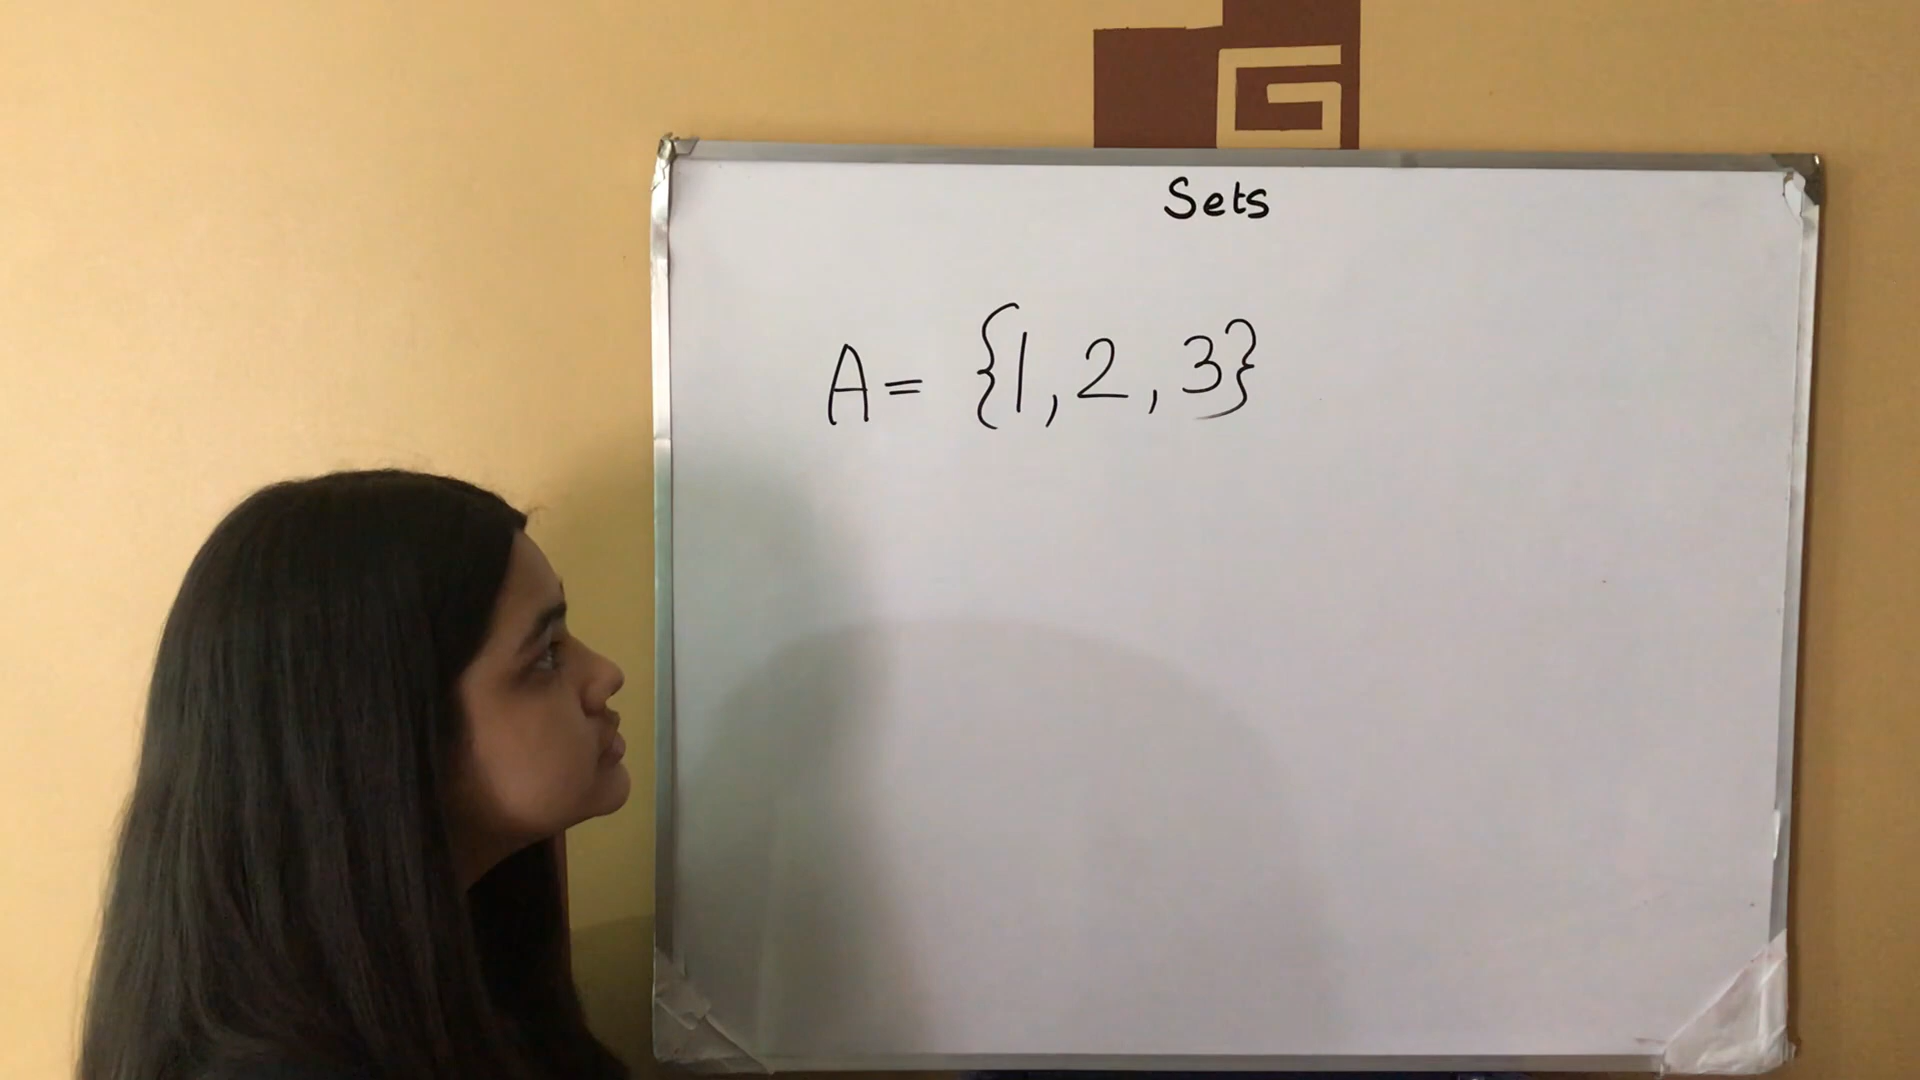 Sets
A = {1, 2, 3}